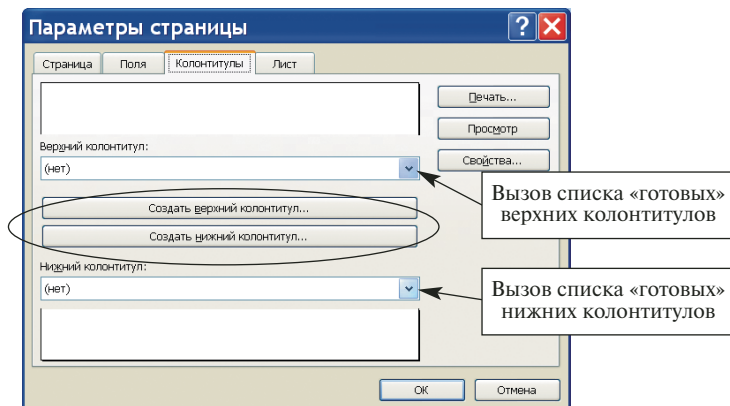 Параметры страницы
Страница Поля Колонтитулы Лист
Печать...
Просмотр
Верхний колонтитул:
(нет)
Свойства...
Вызов списка «готовых»
верхних колонтитулов
Создать верхний колонтитул...
Создать нижний колонтитул...
Нижний колонтитул:
(нет)
Вызов списка «готовых»
нижних колонтитулов
ОК Отмена